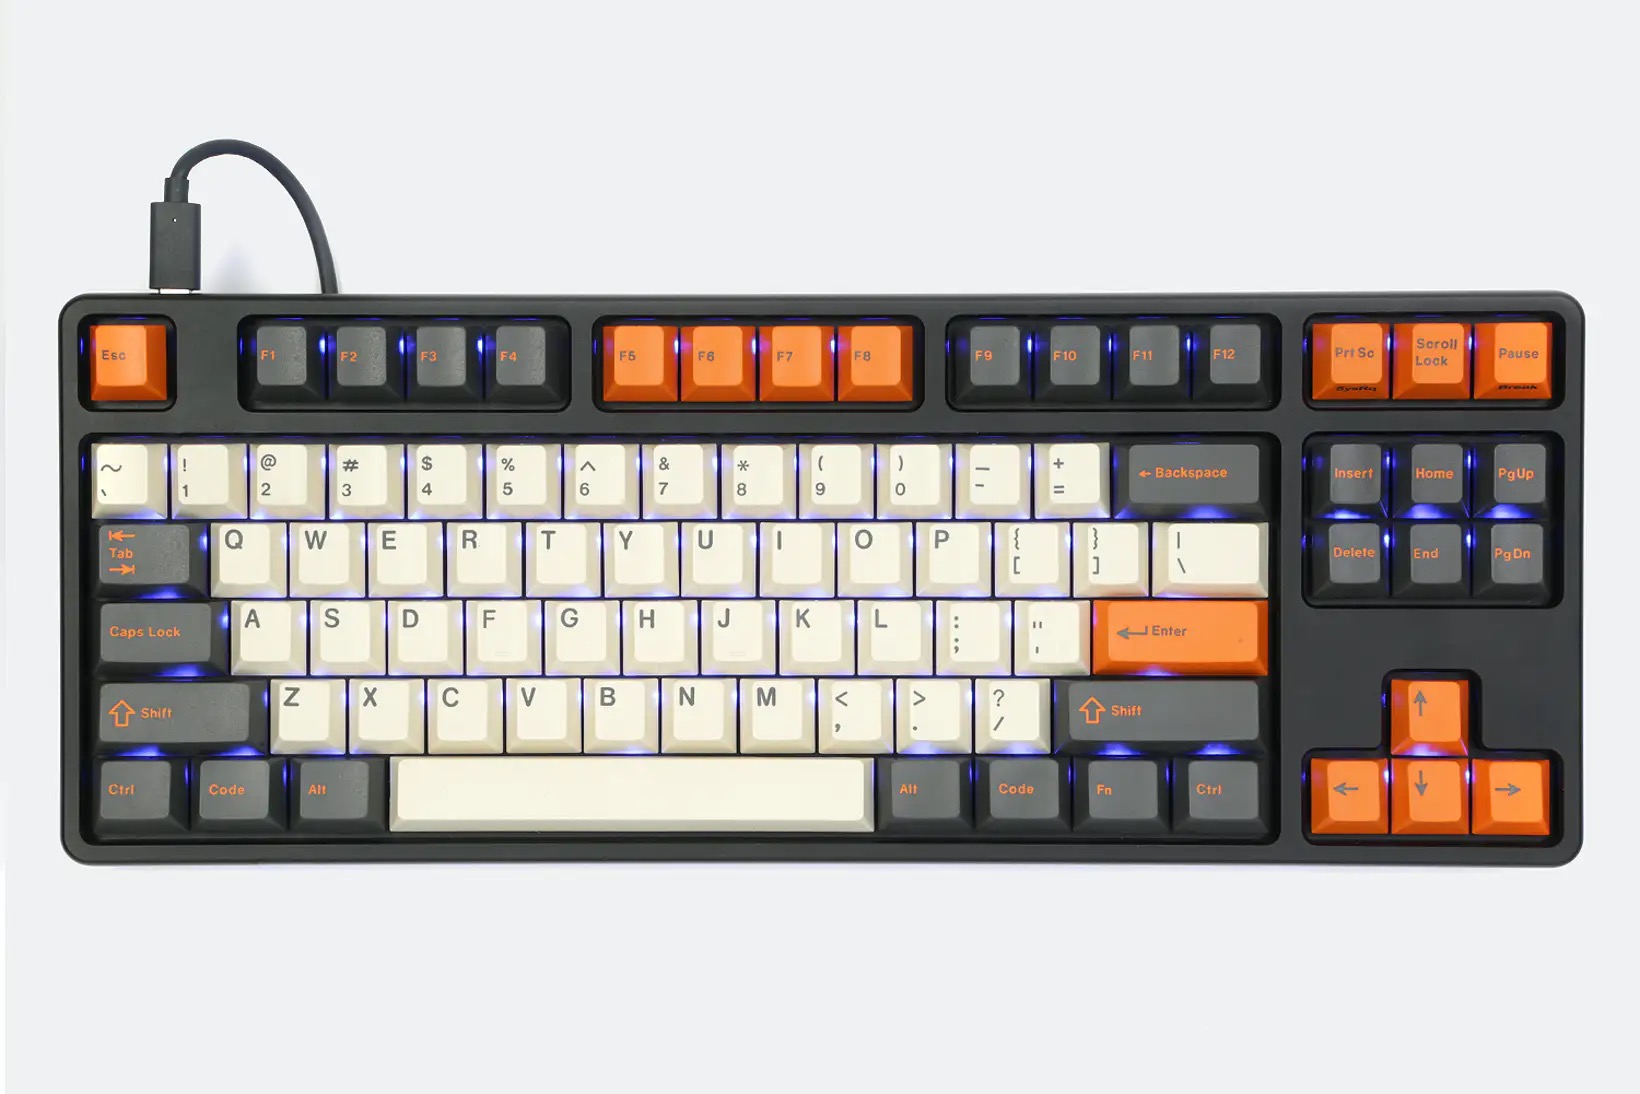 Esc F1 F2 F3 F4 F5 F6 F7 F8 F9 F10 F11 F12 Prt Sc Scroll Pause
Lock
SysRq Break
~ ! @ # $ % ^ & * ( ) _ + ← Backspace Insert Home PgUp
` 1 2 3 4 5 6 7 8 9 0 - =
Tab Q W E R T Y U I O P { } | Delete End PgDn
[ ] \
Caps Lock A S D F G H J K L : " Enter
; '
Shift Z X C V B N M < > ? Shift ↑
, . /
Ctrl Code Alt Alt Code Fn Ctrl ← ↓ →